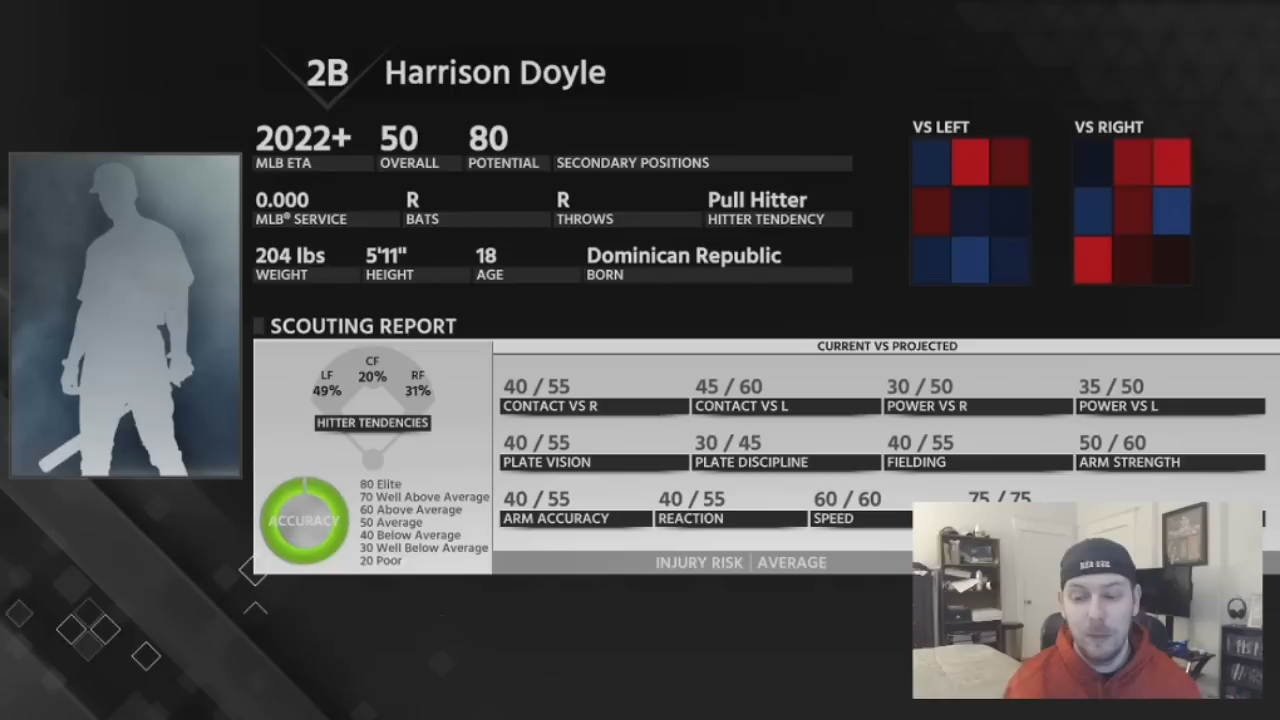 2B Harrison Doyle
2022+ 50 80
MLB ETA OVERALL POTENTIAL SECONDARY POSITIONS
0.000 R R Pull Hitter
MLB® SERVICE BATS THROWS HITTER TENDENCY
204 lbs 5'11" 18 Dominican Republic
WEIGHT HEIGHT AGE BORN
VS LEFT VS RIGHT
SCOUTING REPORT
CURRENT VS PROJECTED
CF
LF 20% RF
49% 31%
HITTER TENDENCIES
ACCURACY
80 Elite
70 Well Above Average
60 Above Average
50 Average
40 Below Average
30 Well Below Average
20 Poor
40 / 55 45 / 60 30 / 50 35 / 50
CONTACT VS R CONTACT VS L POWER VS R POWER VS L
40 / 55 30 / 45 40 / 55 50 / 60
PLATE VISION PLATE DISCIPLINE FIELDING ARM STRENGTH
40 / 55 40 / 55 60 / 60 75 / 75
ARM ACCURACY REACTION SPEED
INJURY RISK AVERAGE
RED SOX